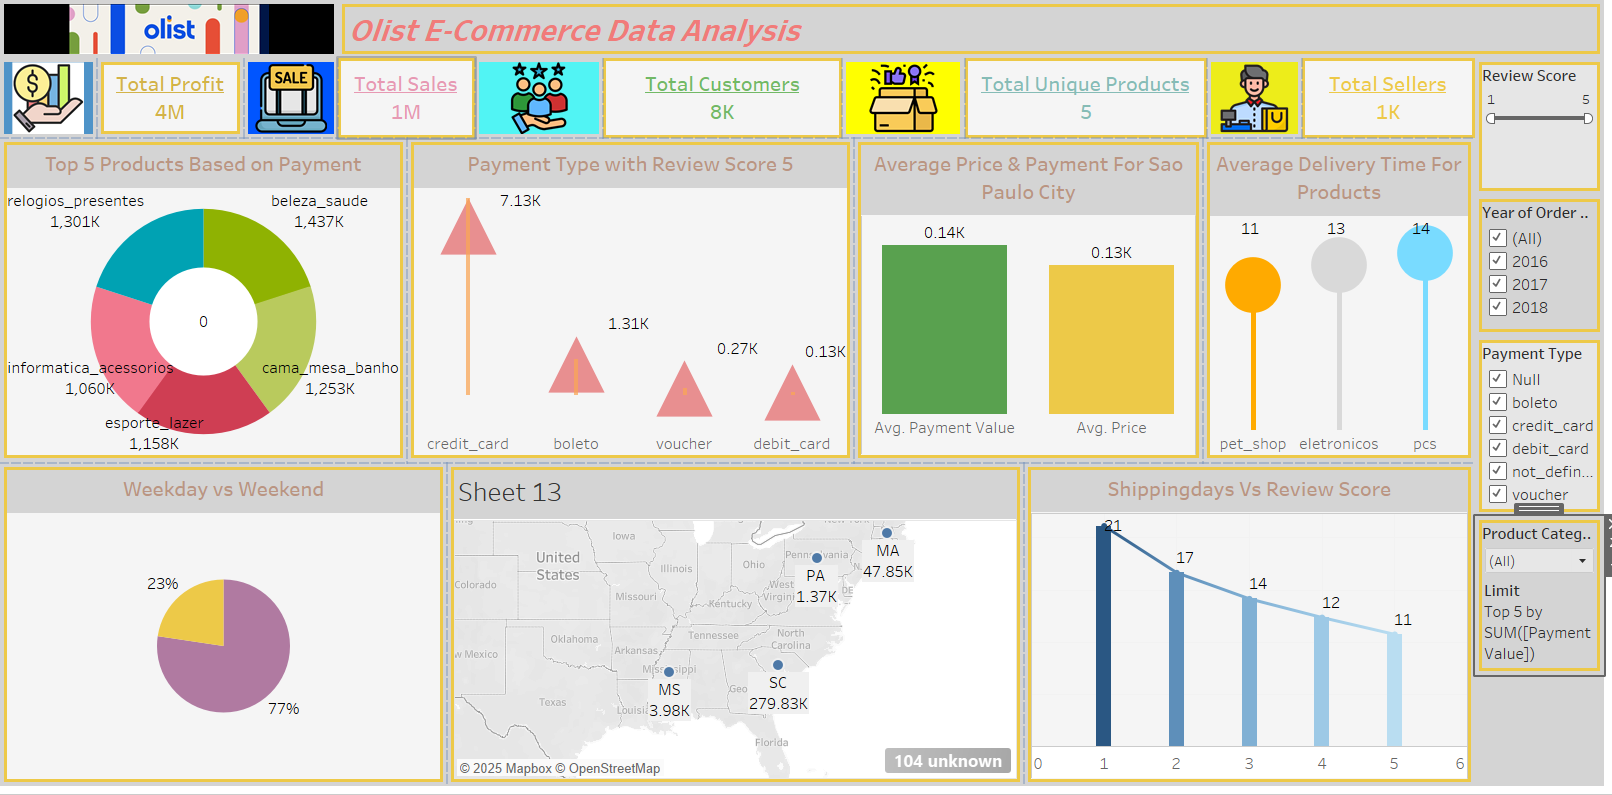 olist
Olist E-Commerce Data Analysis
$
Total Profit
4M
SALE
Total Sales
1M
Total Customers
8K
Total Unique Products
5
Total Sellers
1K
Review Score
1 5
Year of Order ..
(All)
2016
2017
2018
Payment Type
Null
boleto
credit_card
debit_card
not_defin...
voucher
Product Categ..
(All)
Limit
Top 5 by
SUM([Payment
Value])
Top 5 Products Based on Payment
relogios_presentes
1,301K
beleza_saude
1,437K
0
informatica_acessorios
1,060K
cama_mesa_banho
1,253K
esporte_lazer
1,158K
Payment Type with Review Score 5
7.13K
1.31K
0.27K
0.13K
credit_card boleto voucher debit_card
Average Price & Payment For Sao
Paulo City
0.14K
0.13K
Avg. Payment Value Avg. Price
Average Delivery Time For
Products
11 13 14
pet_shop eletronicos pcs
Weekday vs Weekend
23%
77%
Sheet 13
United
States
Iowa
Illinois
Ohio
Pennsylvania
West
Virginia
DE
Colorado
Missouri
Kentucky
Oklahoma
Tennessee
North
Carolina
Arkansas
w Mexico
Mississippi
Geo
Texas
Louisia
Florida
MA
47.85K
PA
1.37K
SC
279.83K
MS
3.98K
104 unknown
© 2025 Mapbox © OpenStreetMap
Shippingdays Vs Review Score
21
17
14
12
11
0 1 2 3 4 5 6